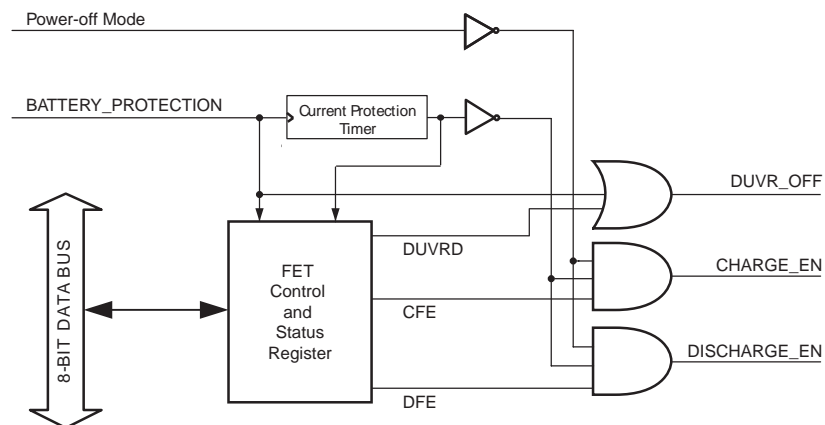 Power-off Mode
BATTERY_PROTECTION
Current Protection
Timer
DUVR_OFF
DUVRD
FET
Control
and
Status
Register
CHARGE_EN
CFE
8-BIT DATA BUS
DISCHARGE_EN
DFE